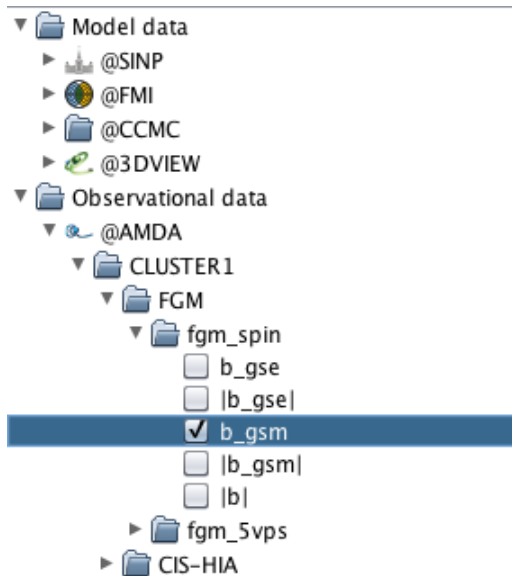 Model data
@SINP
@FMI
@CCMC
@3DVIEW
Observational data
@AMDA
CLUSTER1
FGM
fgm_spin
b_gse
|b_gse|
b_gsm
|b_gsm|
|b|
fgm_5vps
CIS-HIA